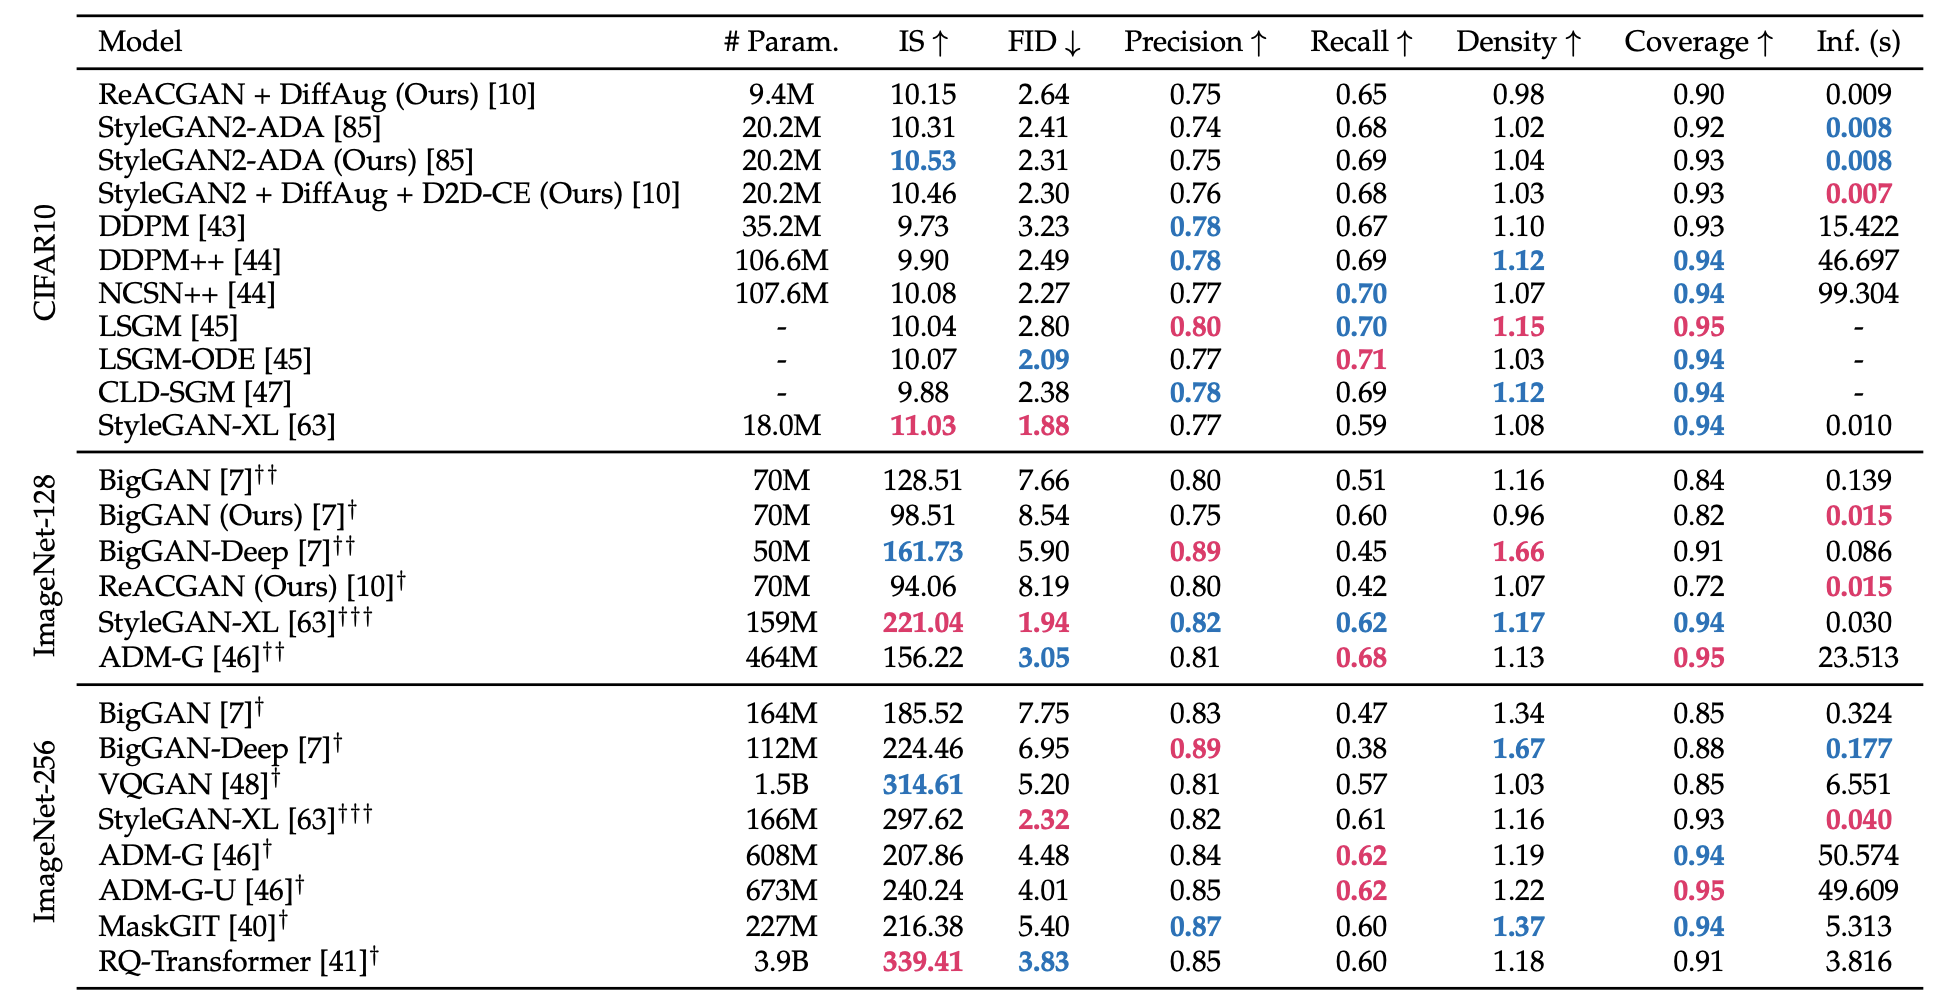 Model # Param. IS ↑ FID ↓ Precision ↑ Recall ↑ Density ↑ Coverage ↑ Inf. (s)
CIFAR10
ReACGAN + DiffAug (Ours) [10] 9.4M 10.15 2.64 0.75 0.65 0.98 0.90 0.009
StyleGAN2-ADA [85] 20.2M 10.31 2.41 0.74 0.68 1.02 0.92 0.008
StyleGAN2-ADA (Ours) [85] 20.2M 10.53 2.31 0.75 0.69 1.04 0.93 0.008
StyleGAN2 + DiffAug + D2D-CE (Ours) [10] 20.2M 10.46 2.30 0.76 0.68 1.03 0.93 0.007
DDPM [43] 35.2M 9.73 3.23 0.78 0.67 1.10 0.93 15.422
DDPM++ [44] 106.6M 9.90 2.49 0.78 0.69 1.12 0.94 46.697
NCSN++ [44] 107.6M 10.08 2.27 0.77 0.70 1.07 0.94 99.304
LSGM [45] - 10.04 2.80 0.80 0.70 1.15 0.95 -
LSGM-ODE [45] - 10.07 2.09 0.77 0.71 1.03 0.94 -
CLD-SGM [47] - 9.88 2.38 0.78 0.69 1.12 0.94 -
StyleGAN-XL [63] 18.0M 11.03 1.88 0.77 0.59 1.08 0.94 0.010
ImageNet-128
BigGAN [7]†† 70M 128.51 7.66 0.80 0.51 1.16 0.84 0.139
BigGAN (Ours) [7]† 70M 98.51 8.54 0.75 0.60 0.96 0.82 0.015
BigGAN-Deep [7]†† 50M 161.73 5.90 0.89 0.45 1.66 0.91 0.086
ReACGAN (Ours) [10]† 70M 94.06 8.19 0.80 0.42 1.07 0.72 0.015
StyleGAN-XL [63]††† 159M 221.04 1.94 0.82 0.62 1.17 0.94 0.030
ADM-G [46]†† 464M 156.22 3.05 0.81 0.68 1.13 0.95 23.513
ImageNet-256
BigGAN [7]† 164M 185.52 7.75 0.83 0.47 1.34 0.85 0.324
BigGAN-Deep [7]† 112M 224.46 6.95 0.89 0.38 1.67 0.88 0.177
VQGAN [48]† 1.5B 314.61 5.20 0.81 0.57 1.03 0.85 6.551
StyleGAN-XL [63]††† 166M 297.62 2.32 0.82 0.61 1.16 0.93 0.040
ADM-G [46]† 608M 207.86 4.48 0.84 0.62 1.19 0.94 50.574
ADM-G-U [46]† 673M 240.24 4.01 0.85 0.62 1.22 0.95 49.609
MaskGIT [40]† 227M 216.38 5.40 0.87 0.60 1.37 0.94 5.313
RQ-Transformer [41]† 3.9B 339.41 3.83 0.85 0.60 1.18 0.91 3.816